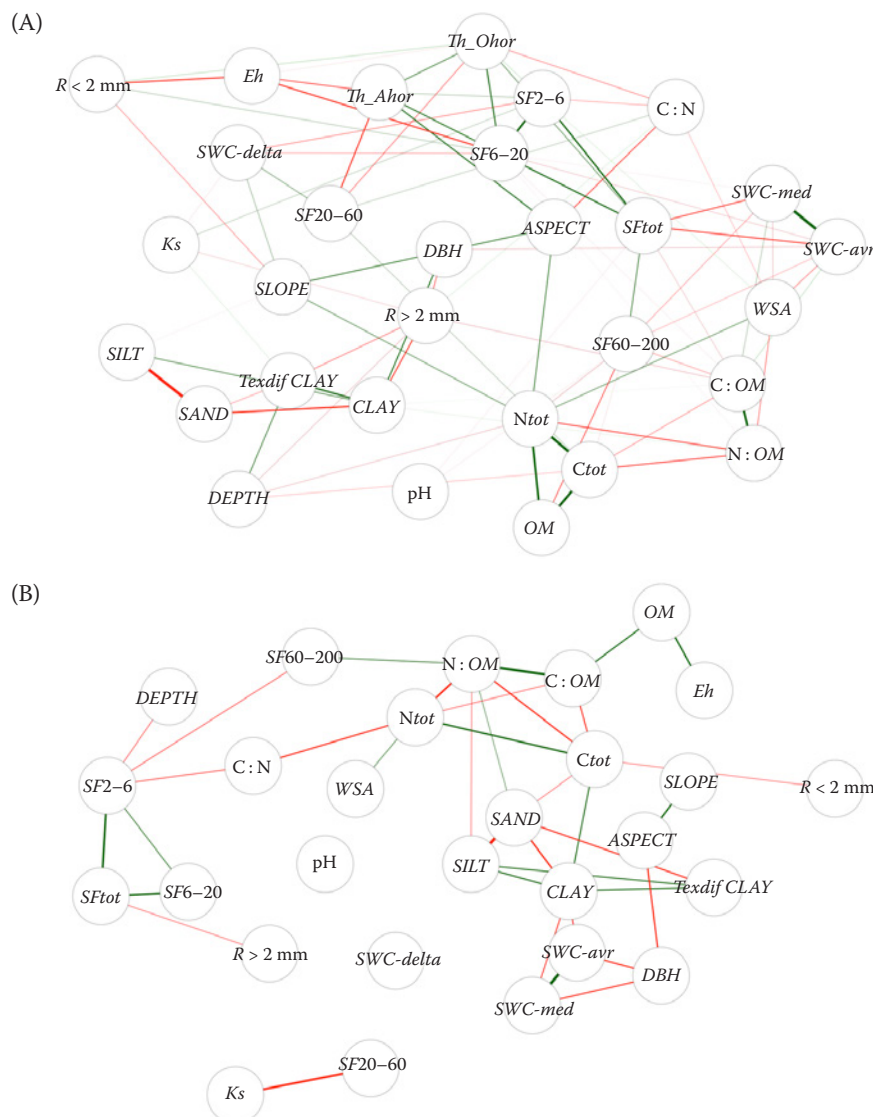 (A)
Th_Ohor
R < 2 mm
Eh
Th_Ahor
SF2–6
C : N
SWC-delta
SF6–20
SWC-med
SF20–60
ASPECT
SFtot
Ks
DBH
SWC-avr
SLOPE
R > 2 mm
WSA
SF60–200
SILT
Texdif CLAY
C : OM
SAND
CLAY
Ntot
N : OM
Ctot
DEPTH
pH
OM
(B)
OM
SF60–200
N : OM
C : OM
Eh
DEPTH
Ntot
Ctot
C : N
SF2–6
WSA
SLOPE
R < 2 mm
SAND
ASPECT
pH
SILT
SFtot
SF6–20
CLAY
Texdif CLAY
R > 2 mm
SWC-delta
SWC-avr
DBH
SWC-med
SF20–60
Ks